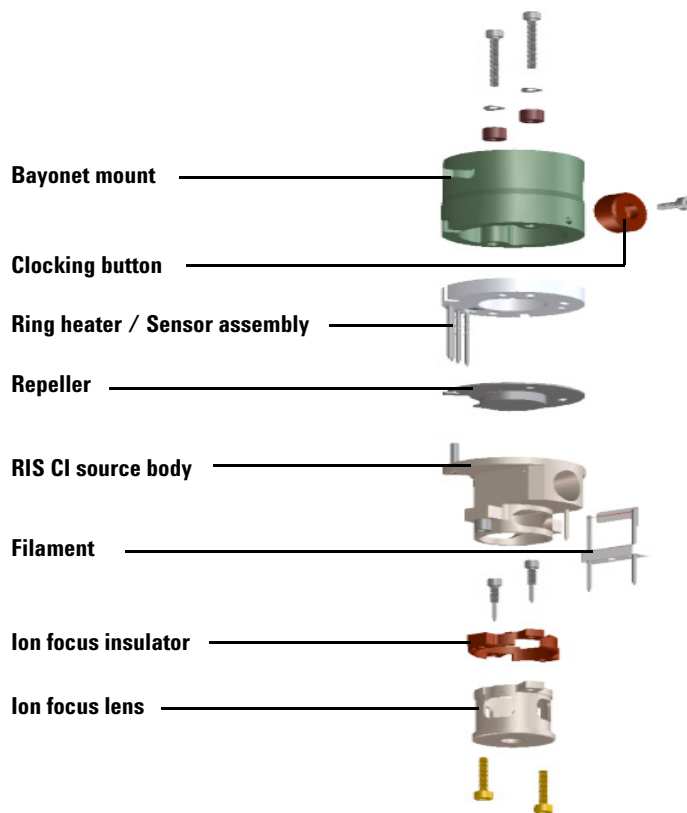 Bayonet mount
Clocking button
Ring heater / Sensor assembly
Repeller
RIS CI source body
Filament
Ion focus insulator
Ion focus lens